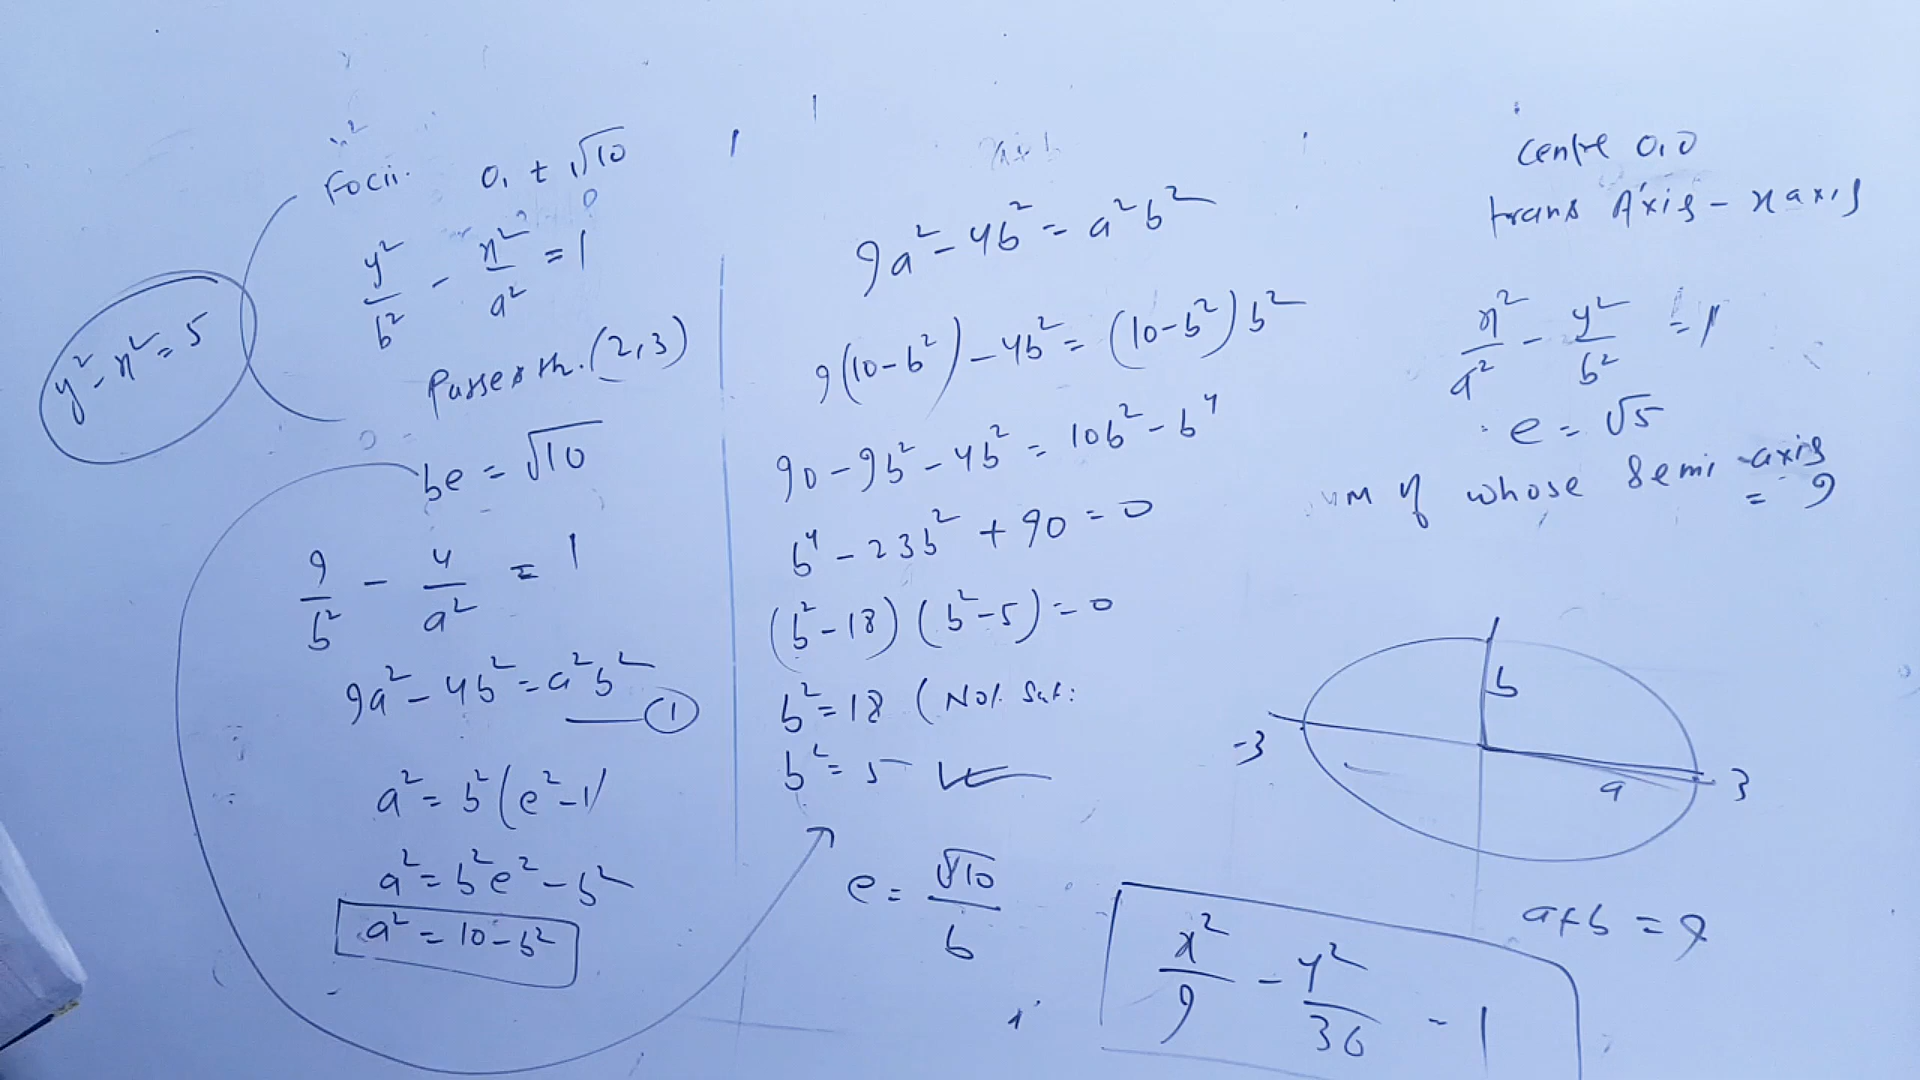 Focii. 0, ± √10
y²/b² - x²/a² = 1
y² - x² = 5
Passes th. (2,3)
be = √10
9/b² - 4/a² = 1
9a² - 4b² = a²b² ①
a² = b²(e²-1)
a² = b²e² - b²
a² = 10 - b²
9a² - 4b² = a²b²
9(10-b²) - 4b² = (10-b²)b²
90 - 9b² - 4b² = 10b² - b⁴
b⁴ - 23b² + 90 = 0
(b²-18)(b²-5) = 0
b² = 18 (Not Sat:
b² = 5
e = √10/b
Centre 0,0
trans Axis - x axis
x²/a² - y²/b² = 1
e = √5
um of whose Semi axis
= 9
b
-3
a
3
a+b = 9
x²/9 - y²/36 - 1